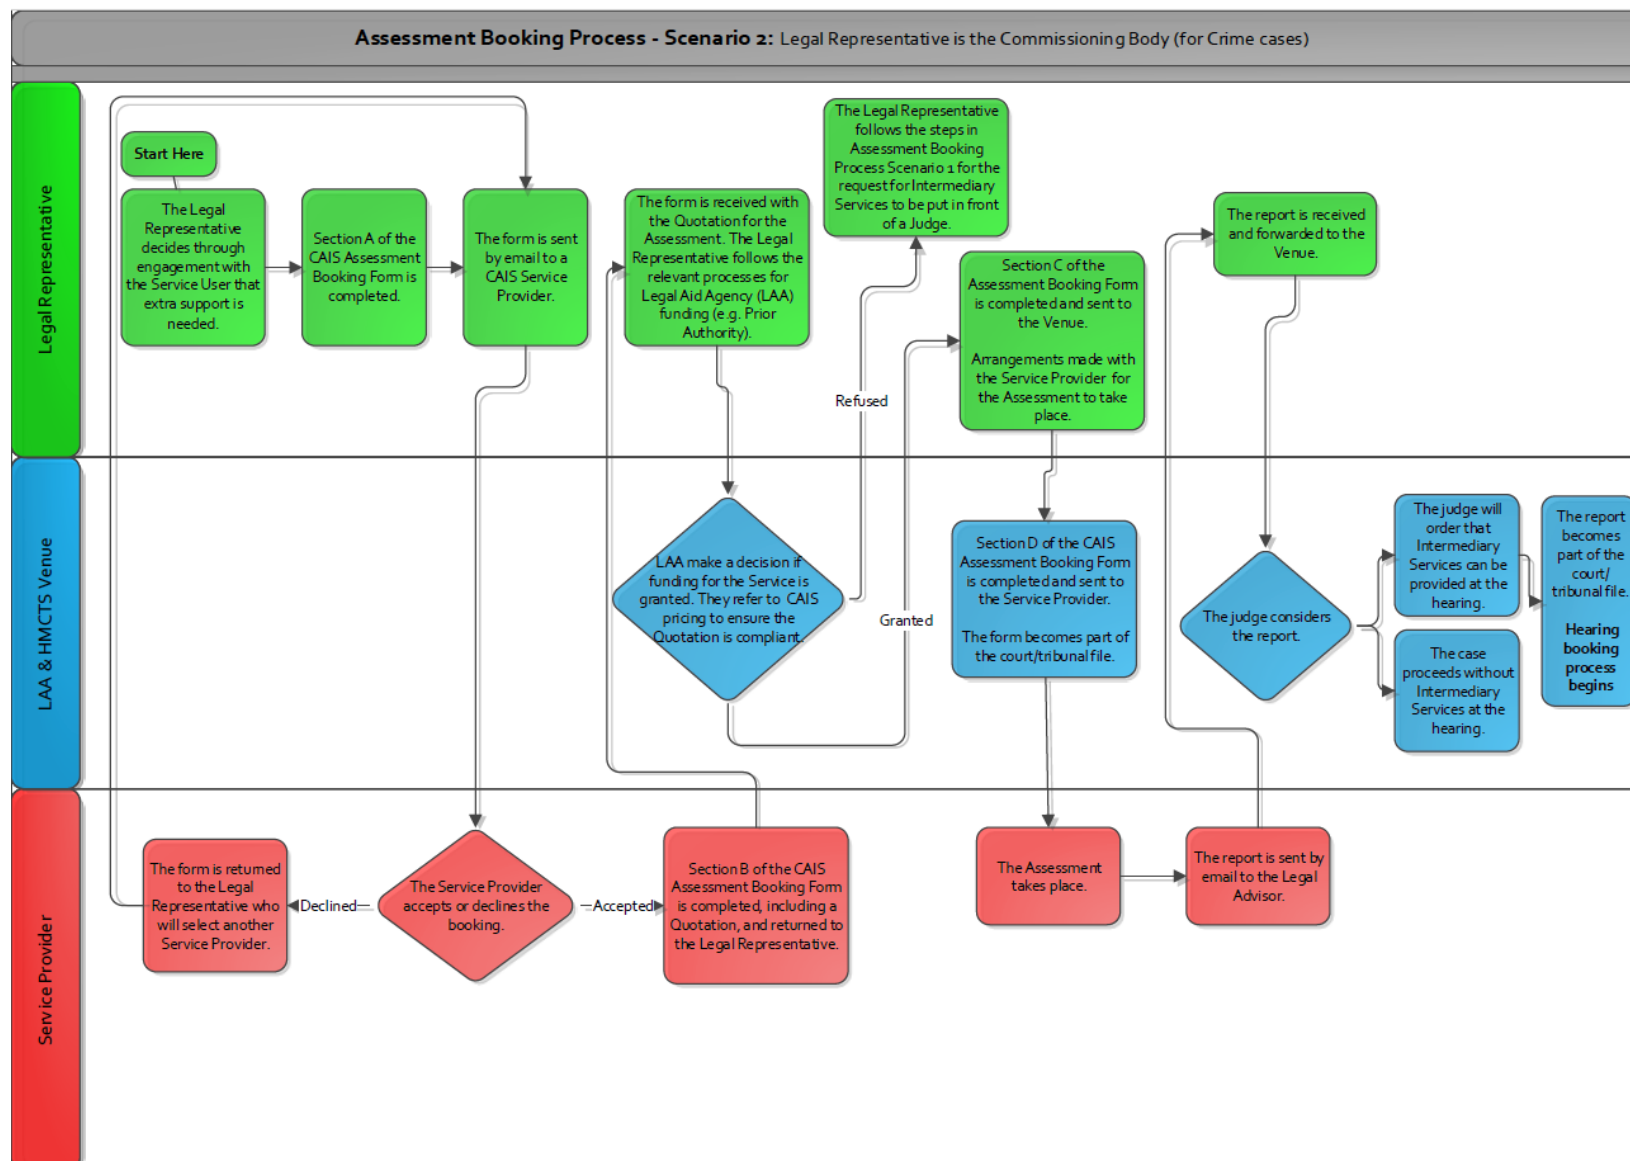 Assessment Booking Process - Scenario 2: Legal Representative is the Commissioning Body (for Crime cases)
Legal Representative
Start Here
The Legal
Representative
decides through
engagement with
the Service User that
extra support is
needed.
Section A of the
CAIS Assessment
Booking Form is
completed.
The form is sent
by email to a
CAIS Service
Provider.
The form is received with
the Quotation for the
Assessment. The Legal
Representative follows the
relevant processes for
Legal Aid Agency (LAA)
funding (e.g. Prior
Authority).
The Legal Representative
follows the steps in
Assessment Booking
Process Scenario 1 for the
request for Intermediary
Services to be put in front
of a Judge.
Refused
Section C of the
Assessment Booking Form
is completed and sent to
the Venue.
Arrangements made with
the Service Provider for
the Assessment to take
place.
The report is received
and forwarded to the
Venue.
LAA & HMCTS Venue
LAA make a decision if
funding for the Service is
granted. They refer to CAIS
pricing to ensure the
Quotation is compliant.
Granted
Section D of the CAIS
Assessment Booking Form
is completed and sent to
the Service Provider.
The form becomes part of
the court/tribunal file.
The judge considers
the report.
The judge will
order that
Intermediary
Services can be
provided at the
hearing.
The case
proceeds without
Intermediary
Services at the
hearing.
The report
becomes
part of the
court/
tribunal file.
Hearing
booking
process
begins
Service Provider
The form is returned
to the Legal
Representative who
will select another
Service Provider.
Declined
The Service Provider
accepts or declines the
booking.
Accepted
Section B of the CAIS
Assessment Booking Form
is completed, including a
Quotation, and returned to
the Legal Representative.
The Assessment
takes place.
The report is sent by
email to the Legal
Advisor.